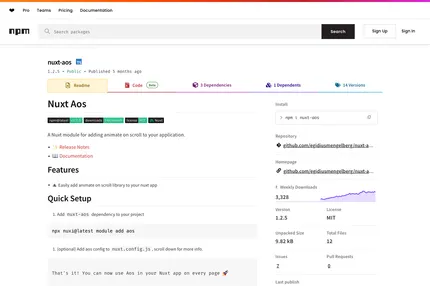 ❤ Pro Teams Pricing Documentation
npm Search packages Search Sign Up Sign In
nuxt-aos TS
1.2.5 • Public • Published 5 months ago
Readme Code Beta 3 Dependencies 1 Dependents 14 Versions
Nuxt Aos
A Nuxt module for adding animate on scroll to your application.
• ✨ Release Notes
• 📖 Documentation
Features
• ⛰ Easily add animate on scroll library to your nuxt app
Quick Setup
1. Add nuxt-aos dependency to your project
npx nuxi@latest module add aos
1. (optional) Add aos config to nuxt.config.js, scroll down for more info
That's it! You can now use Aos in your Nuxt app on every page 🚀
Install
> npm i nuxt-aos
Repository
github.com/egidiusmengelberg/nuxt-a...
Homepage
github.com/egidiusmengelberg/nuxt-a...
Weekly Downloads
3,328
Version License
1.2.5 MIT
Unpacked Size Total Files
9.82 kB 12
Issues Pull Requests
Last publish